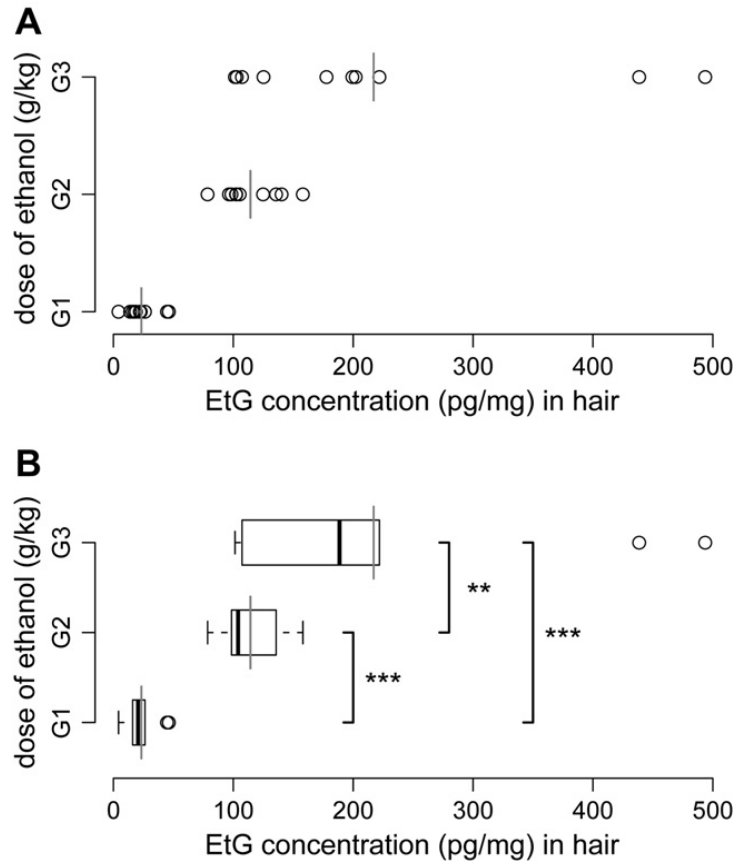 A
dose of ethanol (g/kg)
G3
G2
G1
0 100 200 300 400 500
EtG concentration (pg/mg) in hair
B
dose of ethanol (g/kg)
G3
**
***
G2
***
G1
0 100 200 300 400 500
EtG concentration (pg/mg) in hair